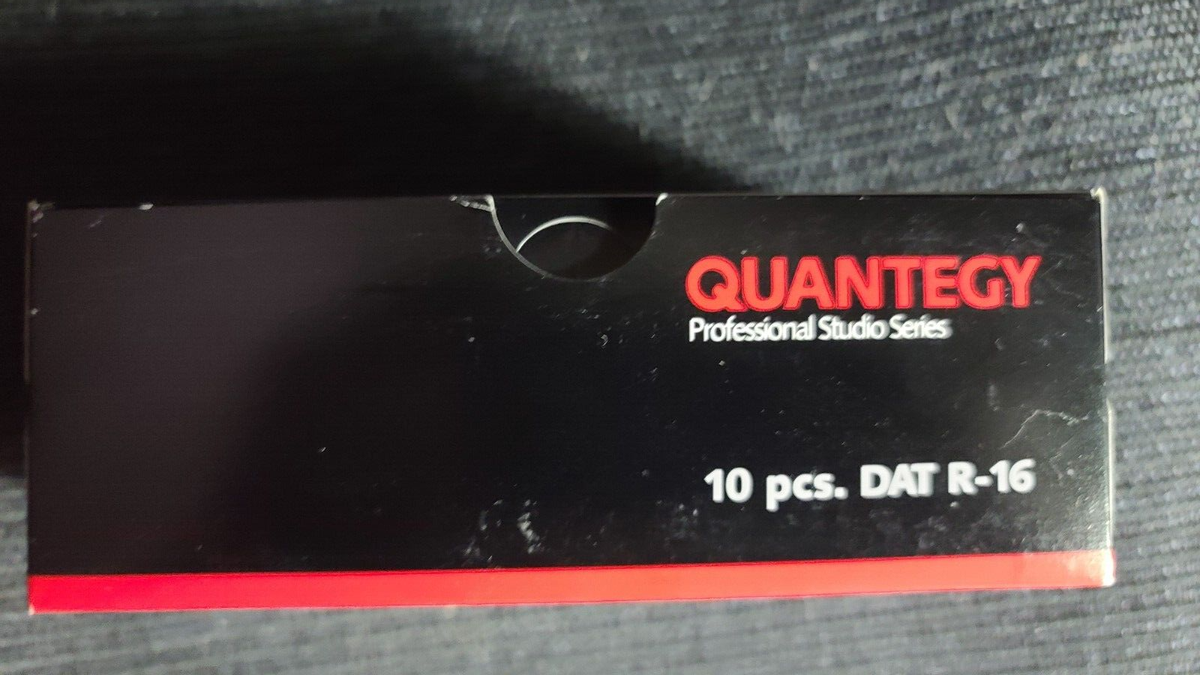 QUANTEGY
Professional Studio Series
10 pcs. DAT R-16